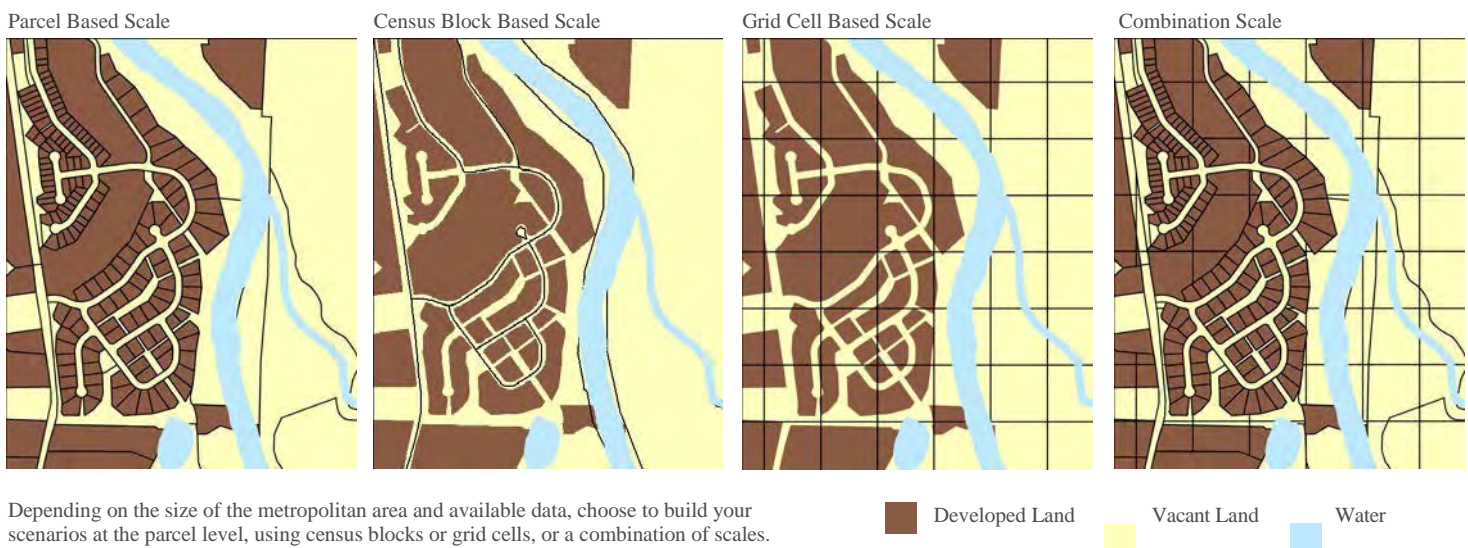 Parcel Based Scale
Census Block Based Scale
Grid Cell Based Scale
Combination Scale
Depending on the size of the metropolitan area and available data, choose to build your
scenarios at the parcel level, using census blocks or grid cells, or a combination of scales.
Developed Land
Vacant Land
Water